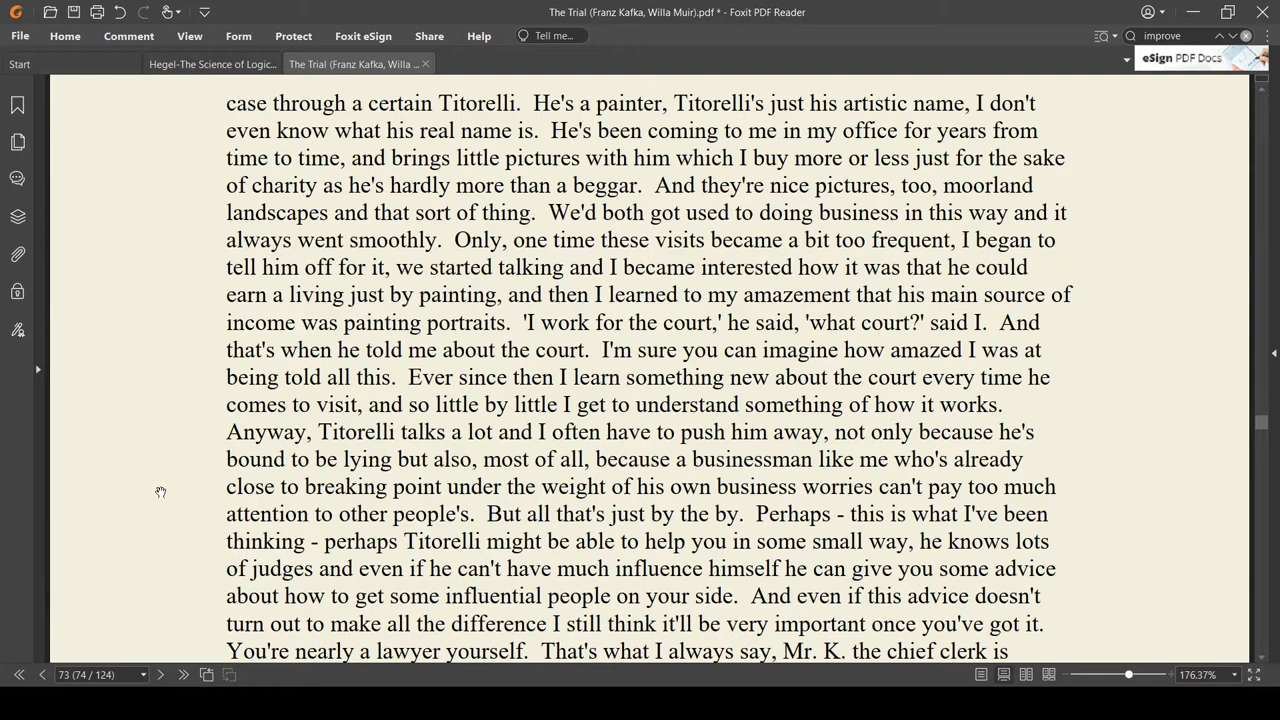 The Trial (Franz Kafka, Willa Muir).pdf * - Foxit PDF Reader
File Home Comment View Form Protect Foxit eSign Share Help Tell me... improve
Start Hegel-The Science of Logic... The Trial (Franz Kafka, Willa ... eSign PDF Docs
case through a certain Titorelli.  He's a painter, Titorelli's just his artistic name, I don't
even know what his real name is.  He's been coming to me in my office for years from
time to time, and brings little pictures with him which I buy more or less just for the sake
of charity as he's hardly more than a beggar.  And they're nice pictures, too, moorland
landscapes and that sort of thing.  We'd both got used to doing business in this way and it
always went smoothly.  Only, one time these visits became a bit too frequent, I began to
tell him off for it, we started talking and I became interested how it was that he could
earn a living just by painting, and then I learned to my amazement that his main source of
income was painting portraits.  'I work for the court,' he said, 'what court?' said I.  And
that's when he told me about the court.  I'm sure you can imagine how amazed I was at
being told all this.  Ever since then I learn something new about the court every time he
comes to visit, and so little by little I get to understand something of how it works.
Anyway, Titorelli talks a lot and I often have to push him away, not only because he's
bound to be lying but also, most of all, because a businessman like me who's already
close to breaking point under the weight of his own business worries can't pay too much
attention to other people's.  But all that's just by the by.  Perhaps - this is what I've been
thinking - perhaps Titorelli might be able to help you in some small way, he knows lots
of judges and even if he can't have much influence himself he can give you some advice
about how to get some influential people on your side.  And even if this advice doesn't
turn out to make all the difference I still think it'll be very important once you've got it.
You're nearly a lawyer yourself.  That's what I always say, Mr. K. the chief clerk is
73 (74 / 124) 176.37%